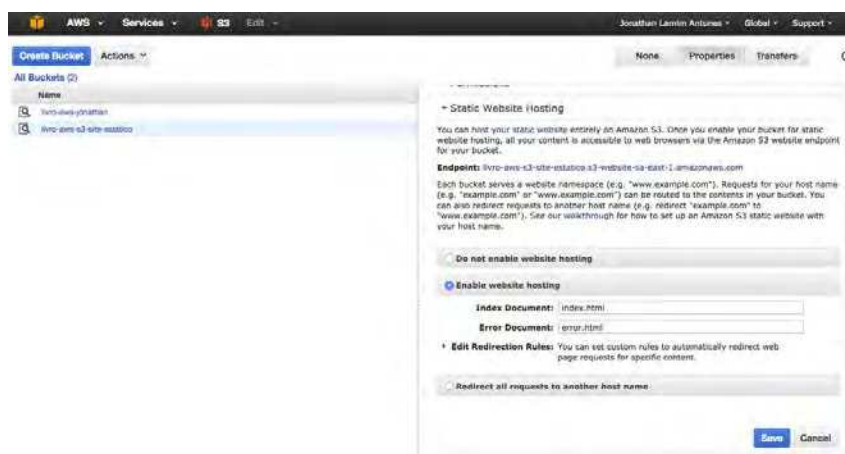 AWS Services S3 Edit Jonathan Lamim Antunes Global Support
Create Bucket Actions None Properties Transfers
All Buckets (2)
Name
livro-aws-jonathan
livro-aws-s3-site-estatico
Static Website Hosting
You can host your static website entirely on Amazon S3. Once you enable your bucket for static
website hosting, all your content is accessible to web browsers via the Amazon S3 website endpoint
for your bucket.
Endpoint: livro-aws-s3-site-estatico.s3-website-sa-east-1.amazonaws.com
Each bucket serves a website namespace (e.g. "www.example.com"). Requests for your host name
(e.g. "example.com" or "www.example.com") can be routed to the contents in your bucket. You
can also redirect requests to another host name (e.g. redirect "example.com" to
"www.example.com"). See our walkthrough for how to set up an Amazon S3 static website with
your host name.
Do not enable website hosting
Enable website hosting
Index Document: index.html
Error Document: error.html
Edit Redirection Rules: You can set custom rules to automatically redirect web
page requests for specific content.
Redirect all requests to another host name
Save Cancel